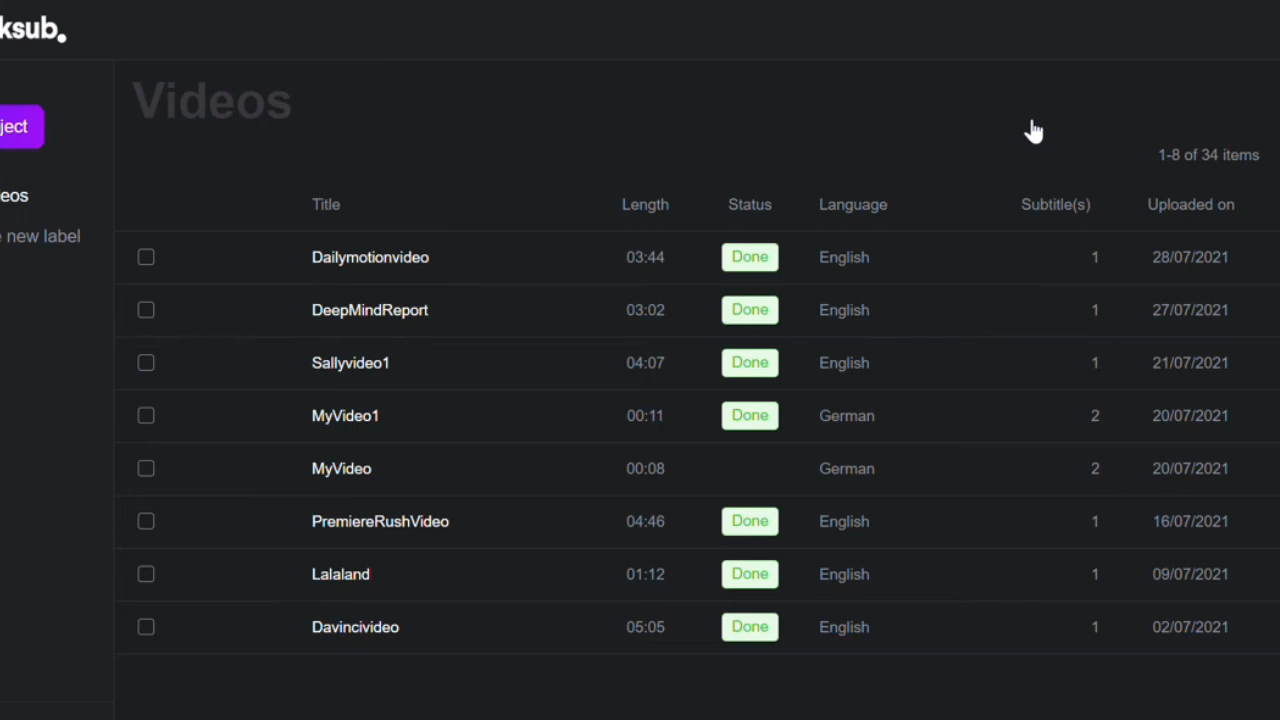 ksub.
Videos
ject
1-8 of 34 items
eos
new label
Title Length Status Language Subtitle(s) Uploaded on
Dailymotionvideo 03:44 Done English 1 28/07/2021
DeepMindReport 03:02 Done English 1 27/07/2021
Sallyvideo1 04:07 Done English 1 21/07/2021
MyVideo1 00:11 Done German 2 20/07/2021
MyVideo 00:08 German 2 20/07/2021
PremiereRushVideo 04:46 Done English 1 16/07/2021
Lalaland 01:12 Done English 1 09/07/2021
Davincivideo 05:05 Done English 1 02/07/2021